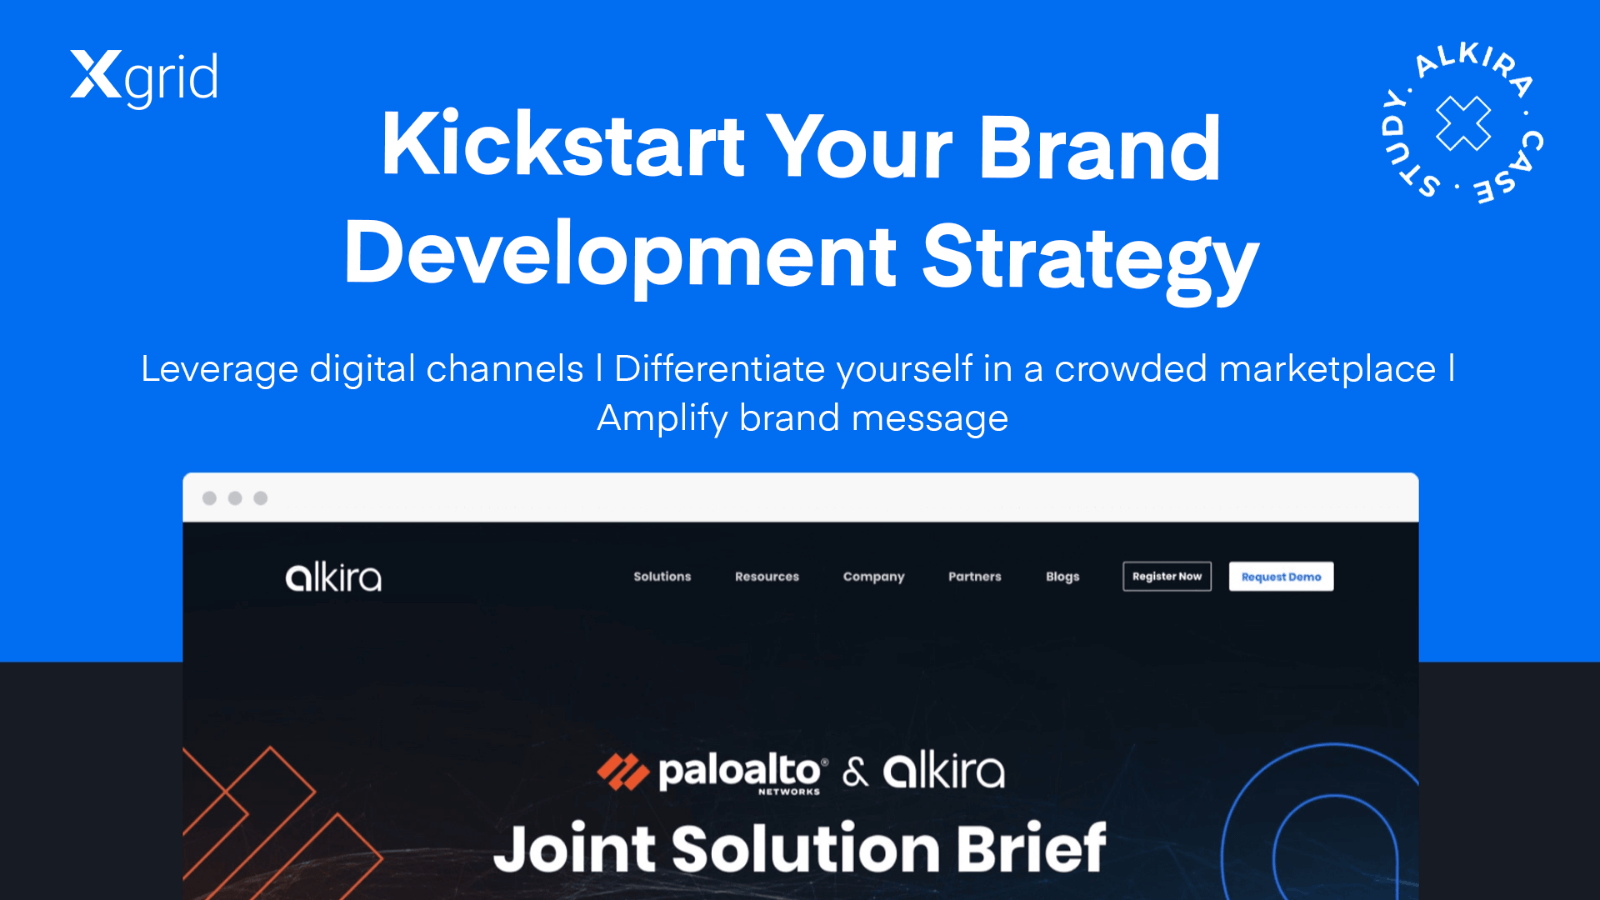 Xgrid
ALKIRA · CASE · STUDY.
Kickstart Your Brand
Development Strategy
Leverage digital channels | Differentiate yourself in a crowded marketplace |
Amplify brand message
alkira
Solutions Resources Company Partners Blogs Register Now Request Demo
paloalto® & alkira
NETWORKS
Joint Solution Brief